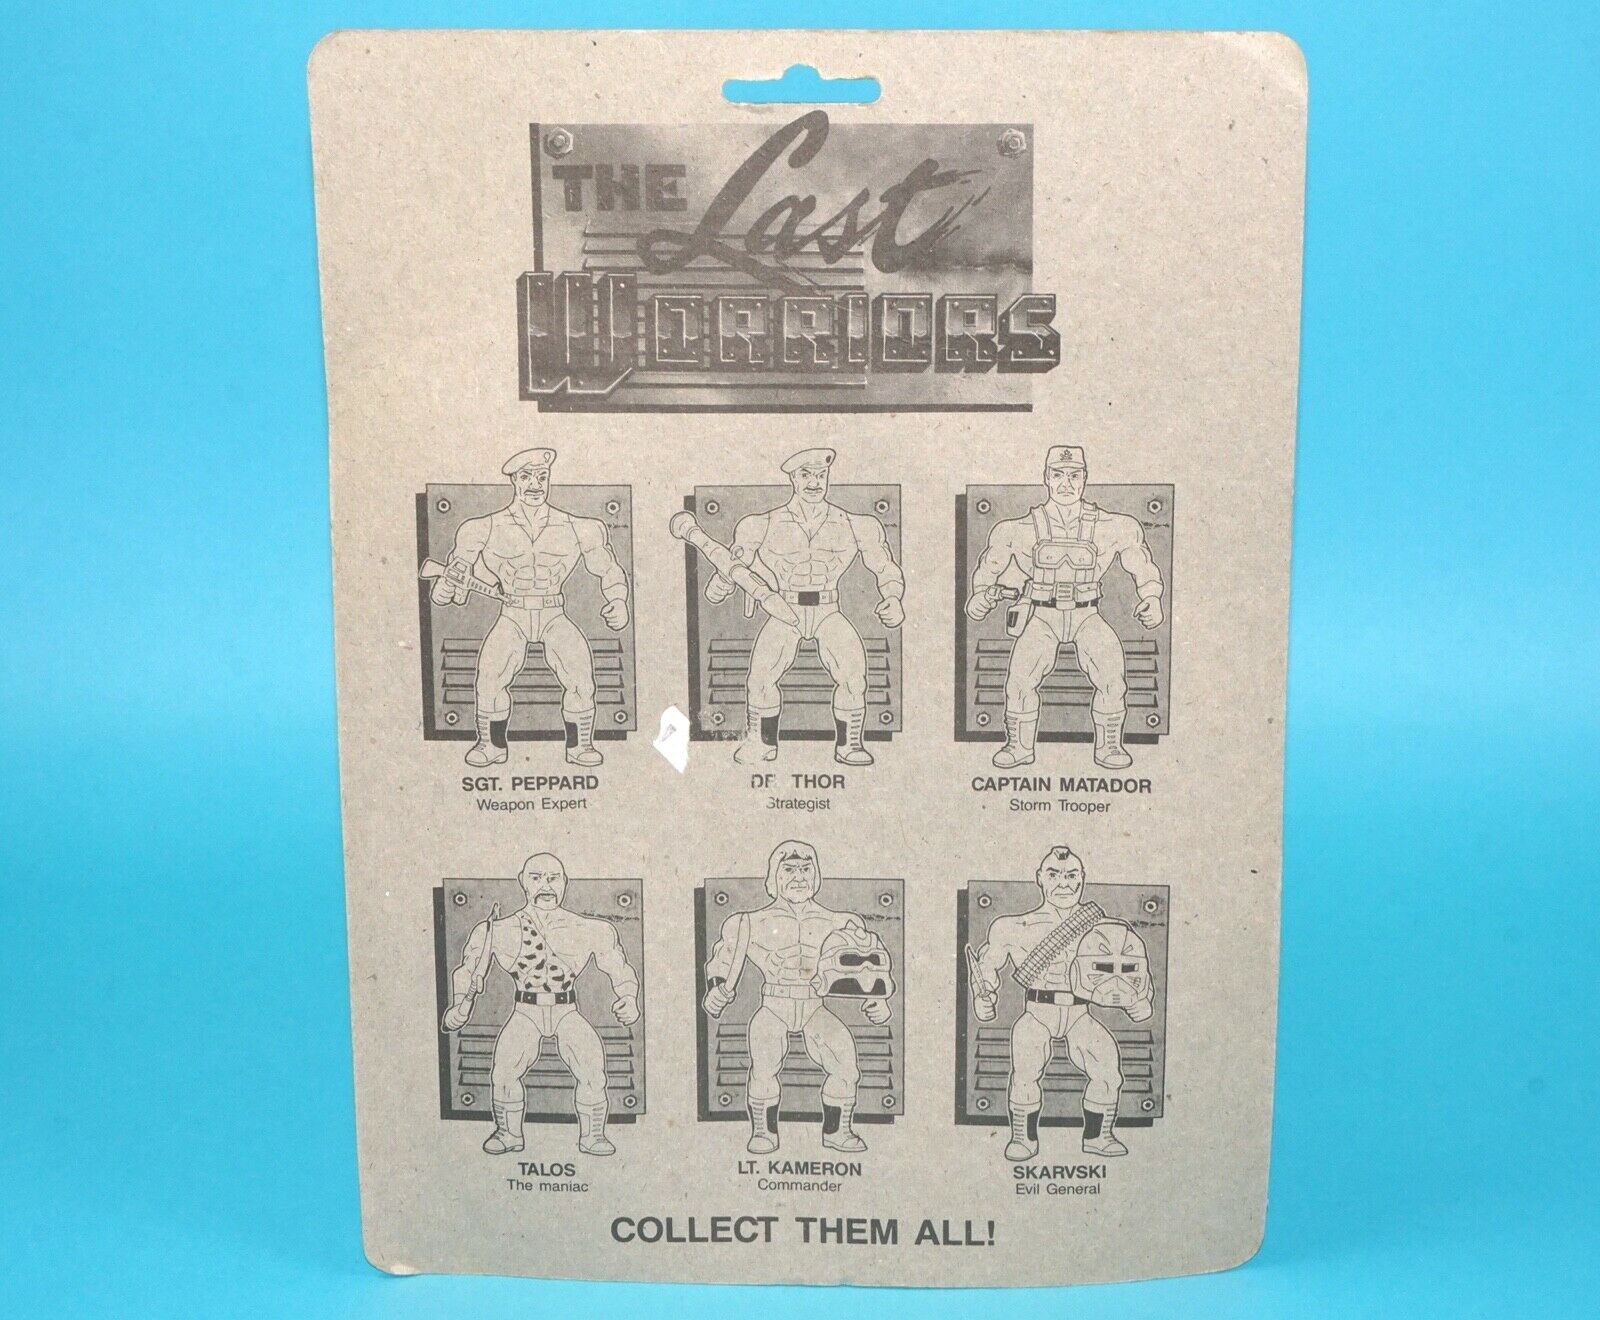 THE Last
WARRIORS
SGT. PEPPARD
Weapon Expert
THOR
Strategist
CAPTAIN MATADOR
Storm Trooper
TALOS
The maniac
LT. KAMERON
Commander
SKARVSKI
Evil General
COLLECT THEM ALL!